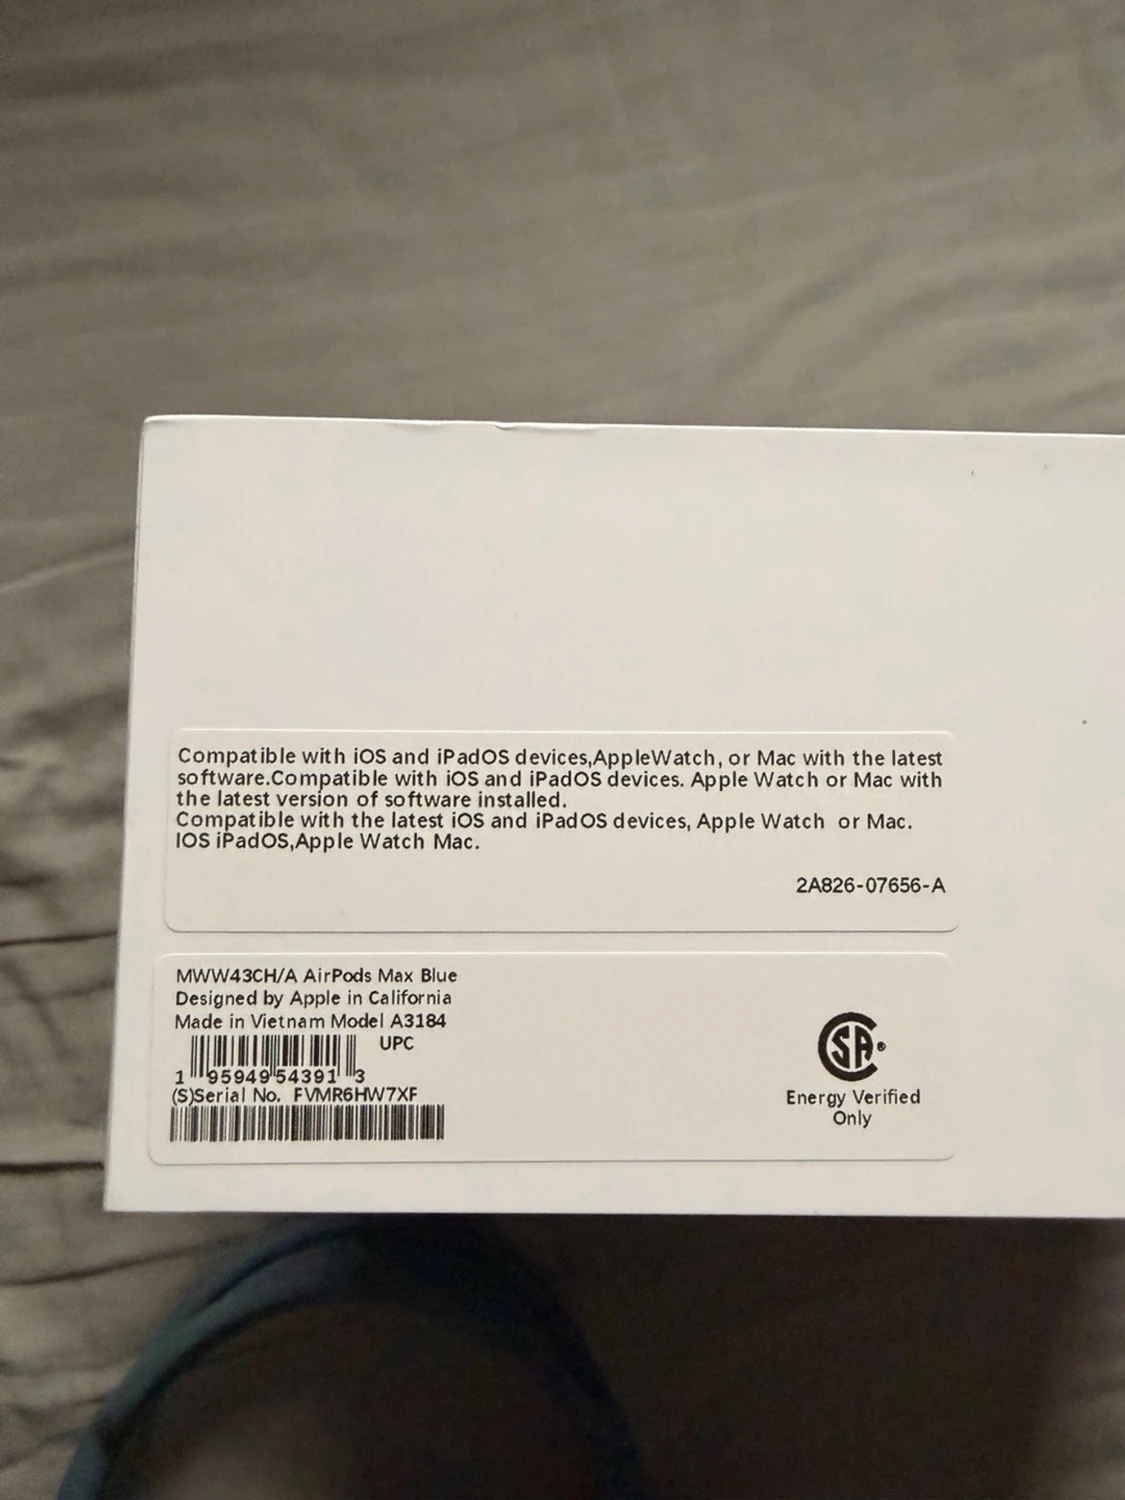 Compatible with iOS and iPadOS devices,AppleWatch, or Mac with the latest
software.Compatible with iOS and iPadOS devices. Apple Watch or Mac with
the latest version of software installed.
Compatible with the latest iOS and iPadOS devices, Apple Watch or Mac.
IOS iPadOS,Apple Watch Mac.
2A826-07656-A
MWW43CH/A AirPods Max Blue
Designed by Apple in California
Made in Vietnam Model A3184
UPC
1 95949 54391 3
(S)Serial No. FVMR6HW7XF
SA®
Energy Verified
Only